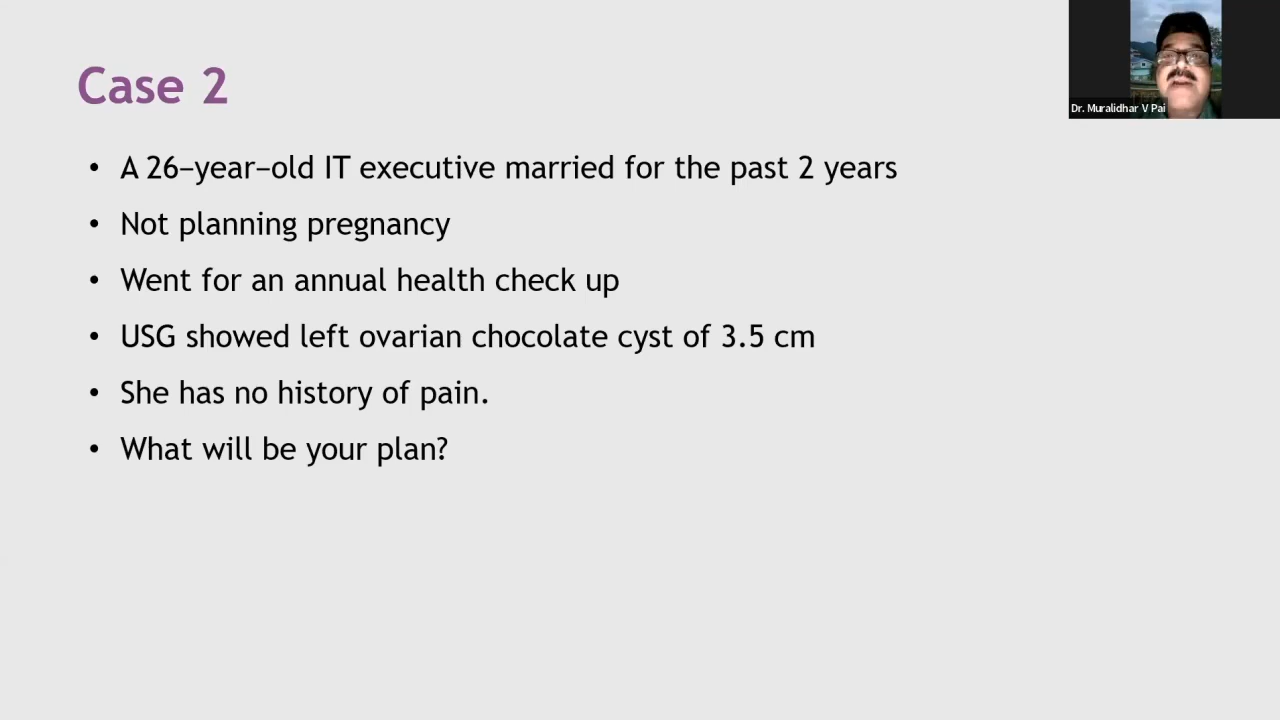 Case 2
Dr. Muralidhar V Pai
• A 26–year–old IT executive married for the past 2 years
• Not planning pregnancy
• Went for an annual health check up
• USG showed left ovarian chocolate cyst of 3.5 cm
• She has no history of pain.
• What will be your plan?